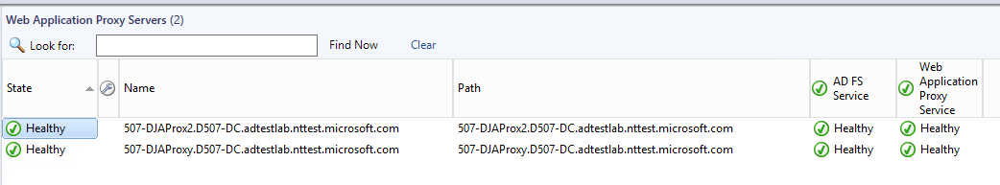 Web Application Proxy Servers (2)
Look for: Find Now Clear
State Name Path AD FS Service Web Application Proxy Service
Healthy 507-DJAProx2.D507-DC.adtestlab.nttest.microsoft.com 507-DJAProx2.D507-DC.adtestlab.nttest.microsoft.com Healthy Healthy
Healthy 507-DJAProxy.D507-DC.adtestlab.nttest.microsoft.com 507-DJAProxy.D507-DC.adtestlab.nttest.microsoft.com Healthy Healthy